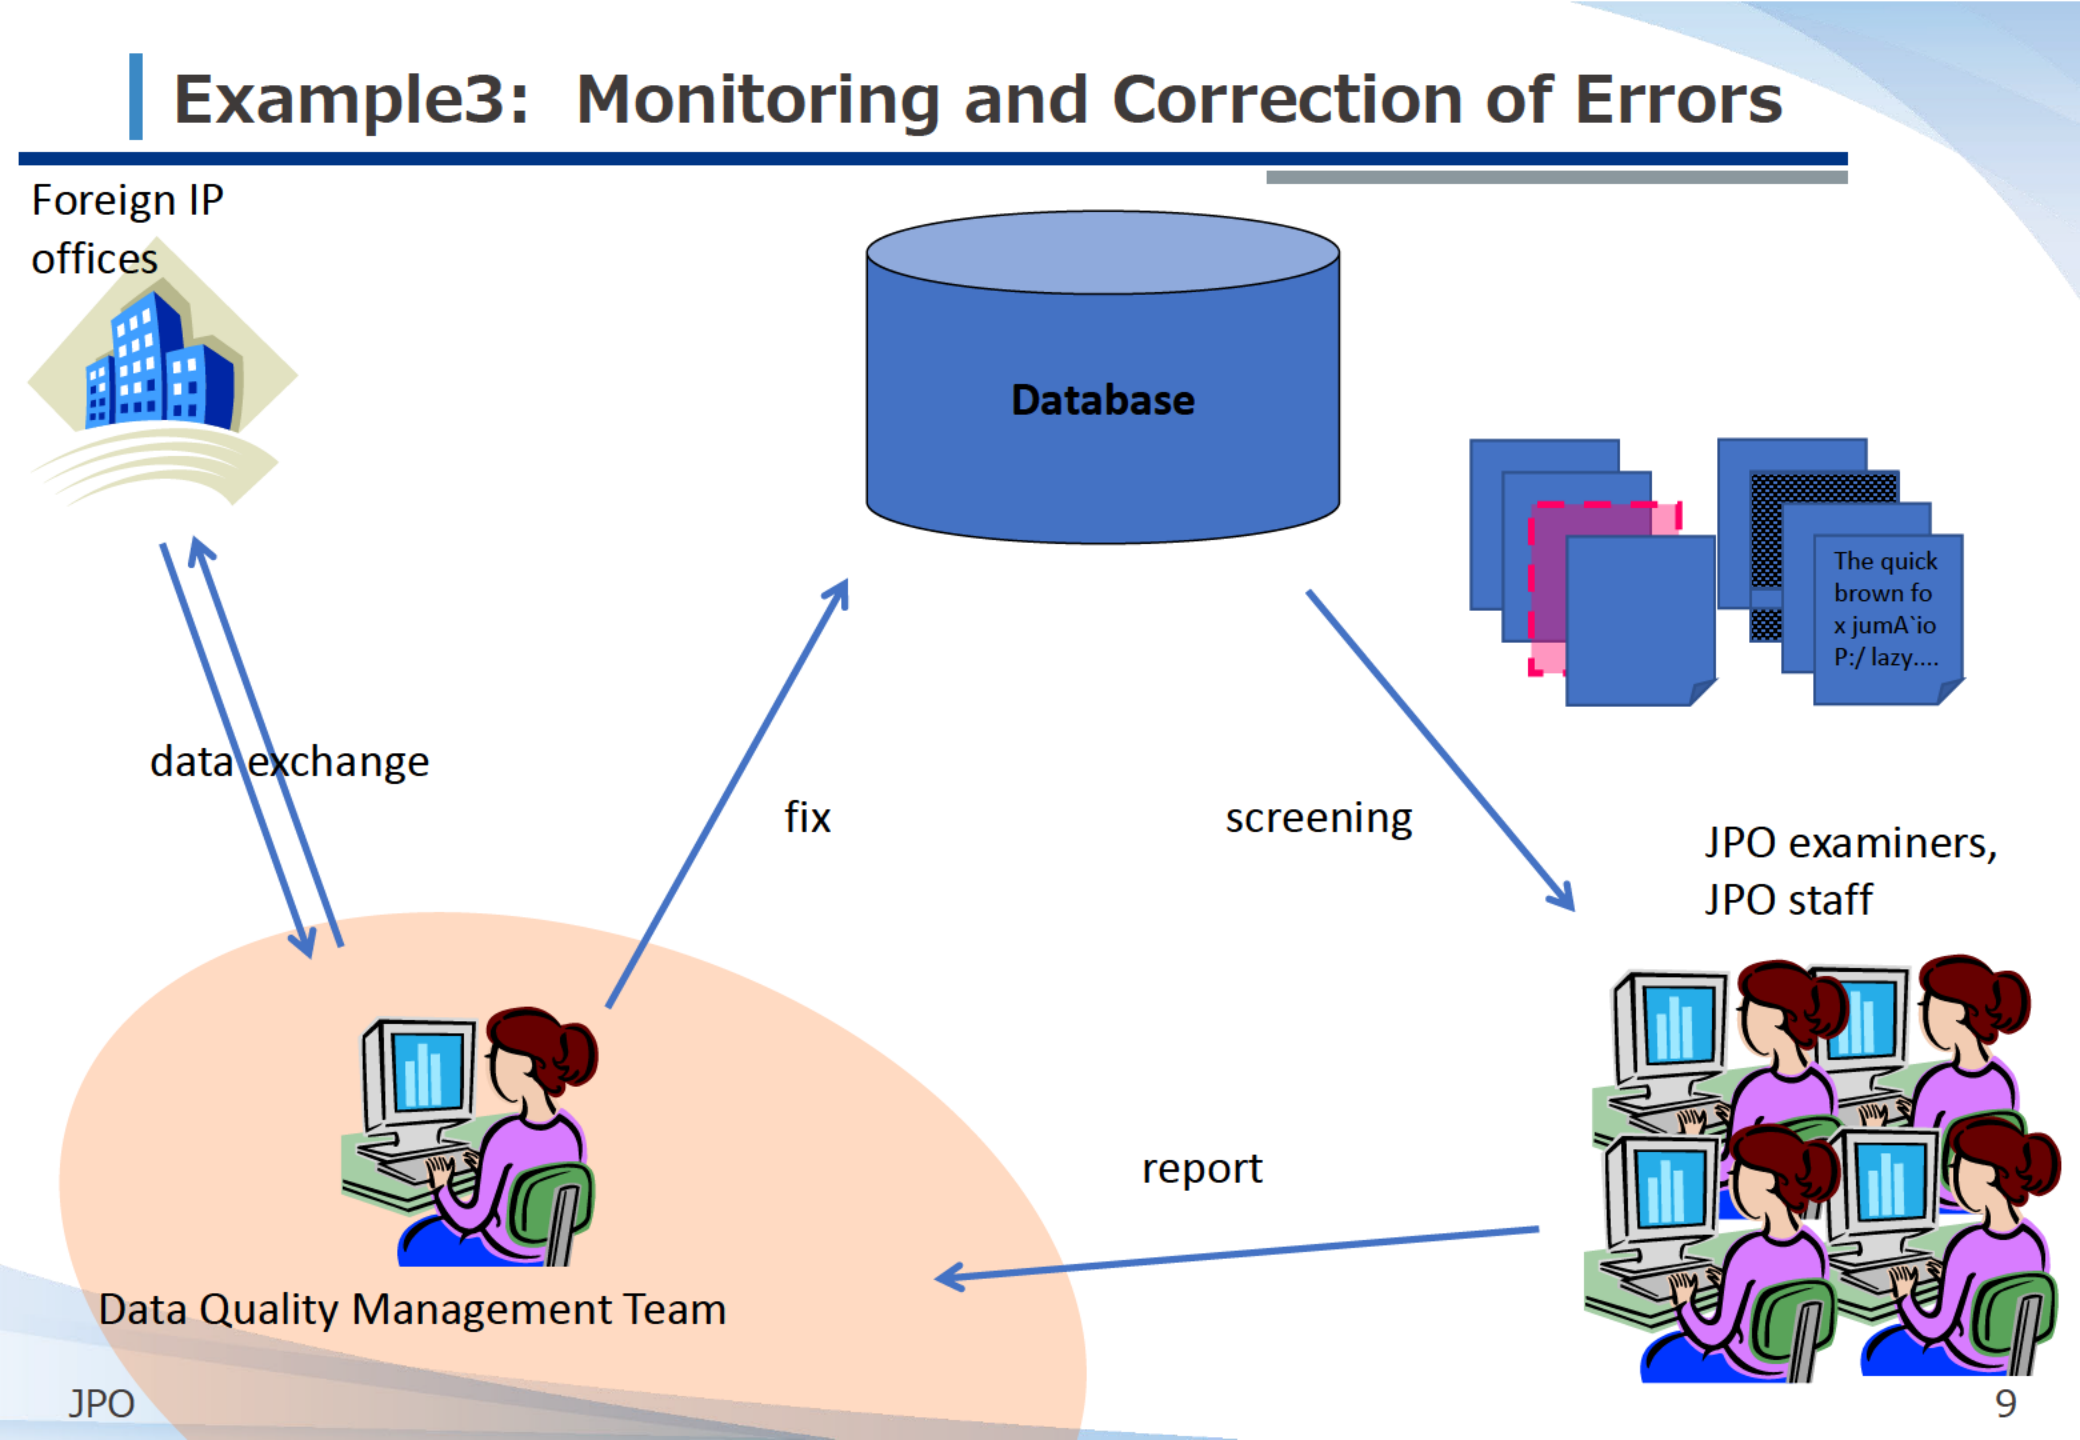 Example3: Monitoring and Correction of Errors
Foreign IP
offices
Database
The quick
brown fo
x jumA`io
P:/ lazy....
data exchange
fix
screening
JPO examiners,
JPO staff
report
Data Quality Management Team
JPO
9